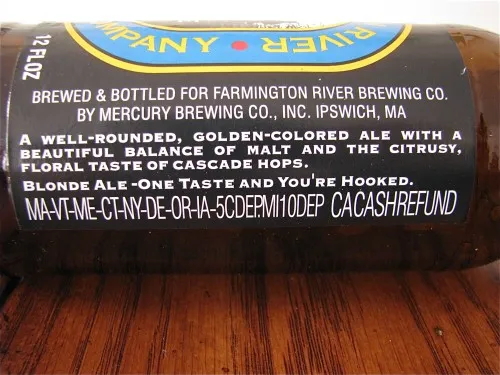 RIVER • OMPANY
12 FL.OZ
BREWED & BOTTLED FOR FARMINGTON RIVER BREWING CO.
BY MERCURY BREWING CO., INC. IPSWICH, MA
A WELL-ROUNDED, GOLDEN-COLORED ALE WITH A
BEAUTIFUL BALANCE OF MALT AND THE CITRUSY,
FLORAL TASTE OF CASCADE HOPS.
BLONDE ALE -ONE TASTE AND YOU'RE HOOKED.
MA-VT-ME-CT-NY-DE-OR-IA-5CDEP.MI10DEP CACASHREFUND